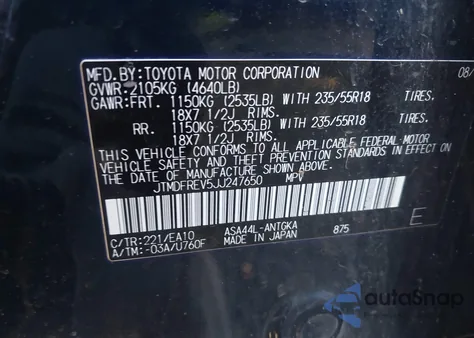 MFD.BY: TOYOTA MOTOR CORPORATION 08/
GVWR: 2105KG (4640LB)
GAWR: FRT. 1150KG (2535LB) WITH 235/55R18 TIRES.
18X7 1/2J RIMS.
RR. 1150KG (2535LB) WITH 235/55R18 TIRES.
18X7 1/2J RIMS.
THIS VEHICLE CONFORMS TO ALL APPLICABLE FEDERAL MOTOR
VEHICLE SAFETY AND THEFT PREVENTION STANDARDS IN
EFFECT ON THE DATE OF MANUFACTURE SHOWN ABOVE.
JTMDFREV5JJ247650 MPV
C/TR: 221/EA10 ASA44L-ANTGKA 875 E
A/TM: -03A/U760F MADE IN JAPAN
autoSnap